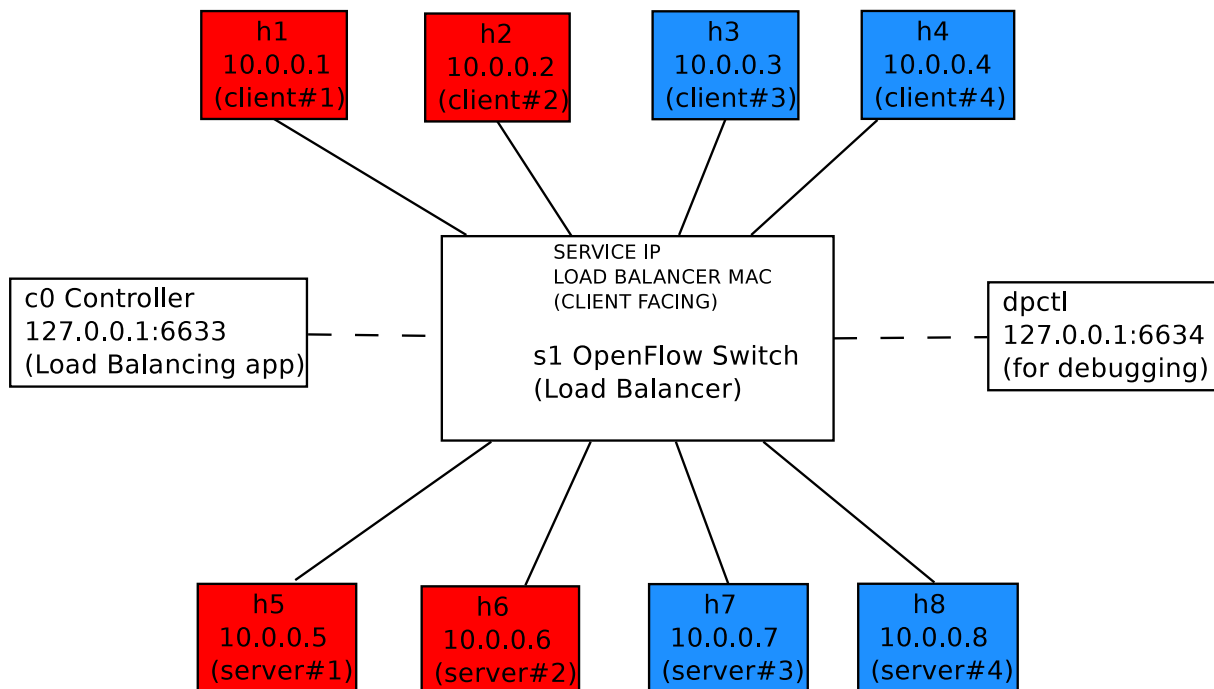 h1
10.0.0.1
(client#1)
h2
10.0.0.2
(client#2)
h3
10.0.0.3
(client#3)
h4
10.0.0.4
(client#4)
SERVICE IP
LOAD BALANCER MAC
(CLIENT FACING)
s1 OpenFlow Switch
(Load Balancer)
c0 Controller
127.0.0.1:6633
(Load Balancing app)
dpctl
127.0.0.1:6634
(for debugging)
h5
10.0.0.5
(server#1)
h6
10.0.0.6
(server#2)
h7
10.0.0.7
(server#3)
h8
10.0.0.8
(server#4)